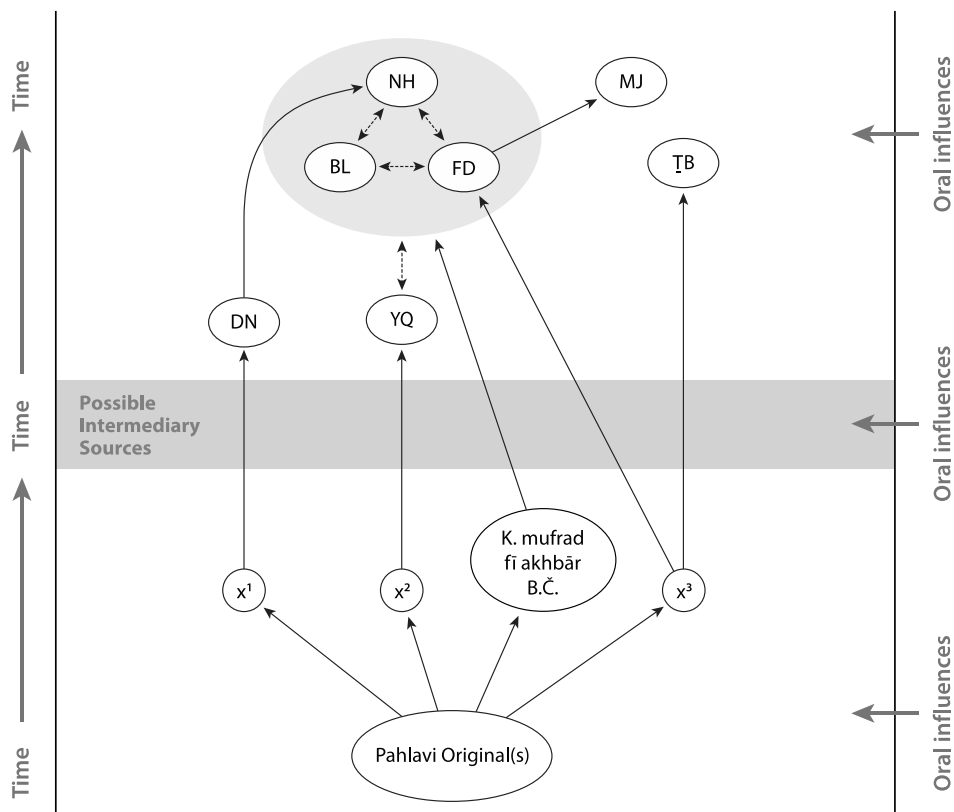 Time
Oral influences
NH
MJ
BL
FD
ṮB
DN
YQ
Time
Possible
Intermediary
Sources
Oral influences
K. mufrad
fī akhbār
B.Č.
x¹
x²
x³
Time
Pahlavi Original(s)
Oral influences